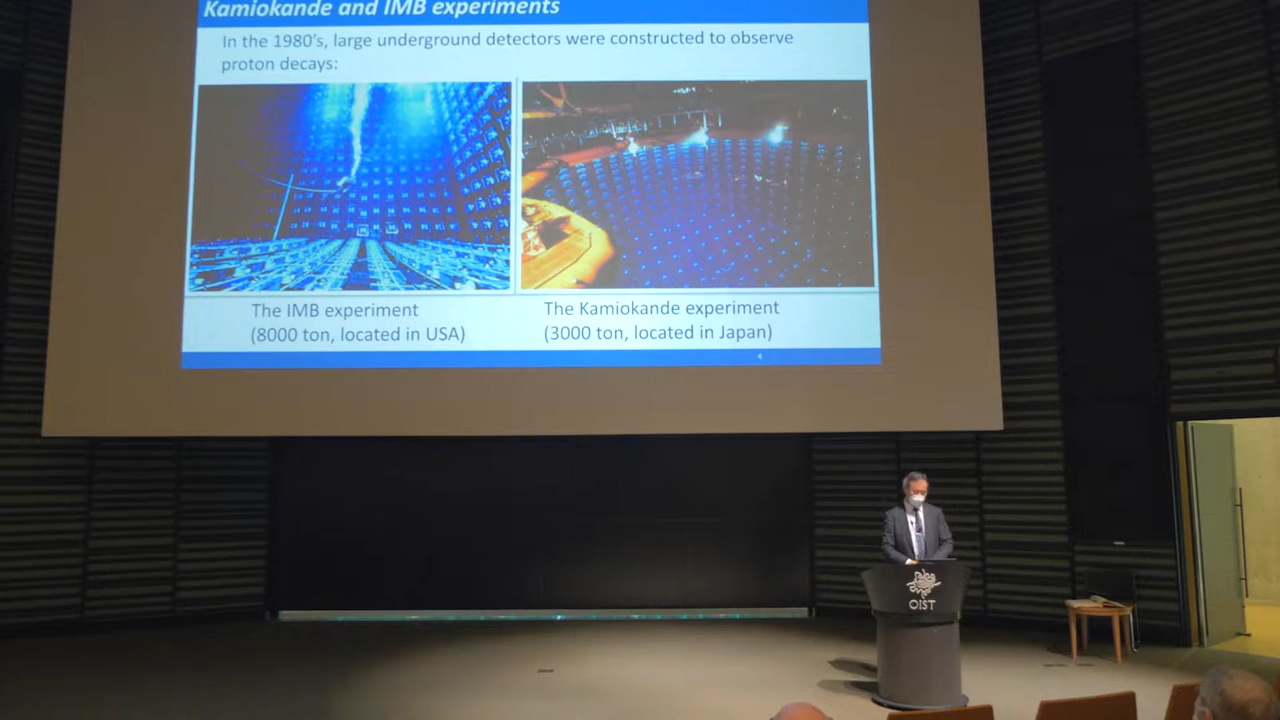 Kamiokande and IMB experiments
In the 1980's, large underground detectors were constructed to observe
proton decays:
The IMB experiment
(8000 ton, located in USA)
The Kamiokande experiment
(3000 ton, located in Japan)
4
OIST